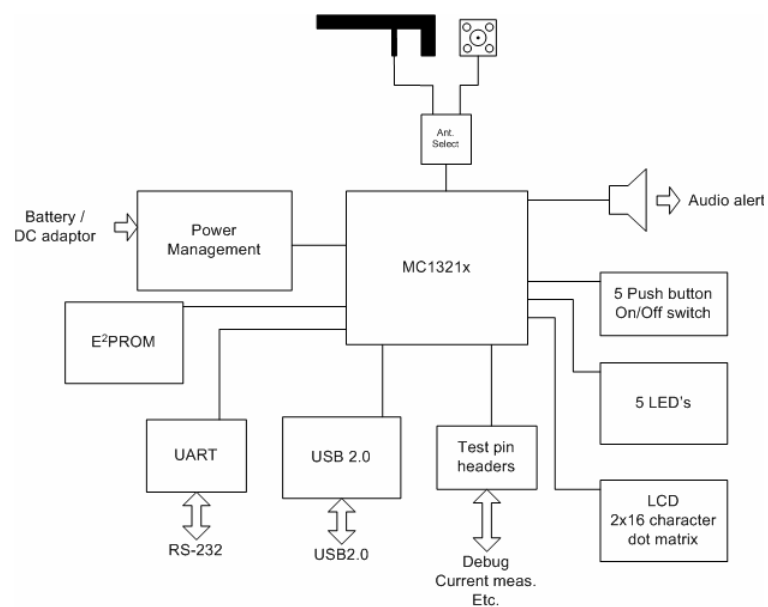 Ant.
Select
Battery /
DC adaptor
Power
Management
MC1321x
Audio alert
5 Push button
On/Off switch
E²PROM
5 LED's
UART
USB 2.0
Test pin
headers
LCD
2x16 character
dot matrix
RS-232
USB2.0
Debug
Current meas.
Etc.